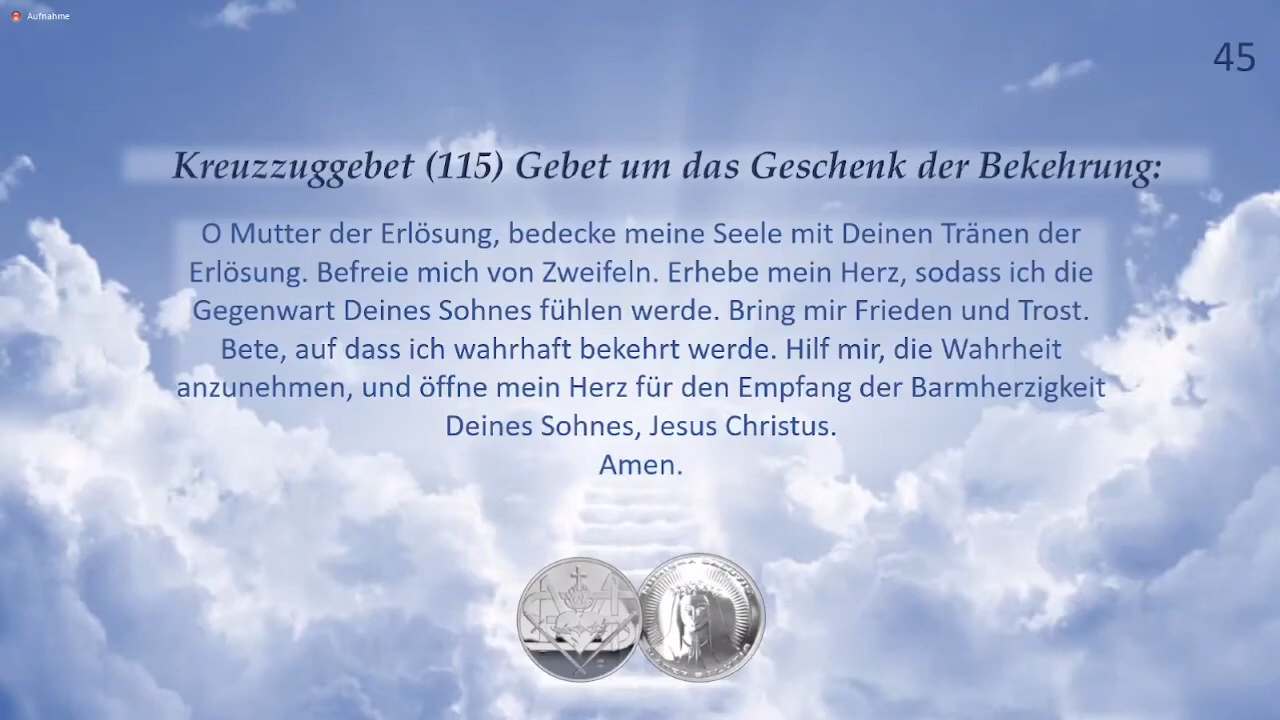 Aufnahme
45
Kreuzzuggebet (115) Gebet um das Geschenk der Bekehrung:
O Mutter der Erlösung, bedecke meine Seele mit Deinen Tränen der
Erlösung. Befreie mich von Zweifeln. Erhebe mein Herz, sodass ich die
Gegenwart Deines Sohnes fühlen werde. Bring mir Frieden und Trost.
Bete, auf dass ich wahrhaft bekehrt werde. Hilf mir, die Wahrheit
anzunehmen, und öffne mein Herz für den Empfang der Barmherzigkeit
Deines Sohnes, Jesus Christus.
Amen.